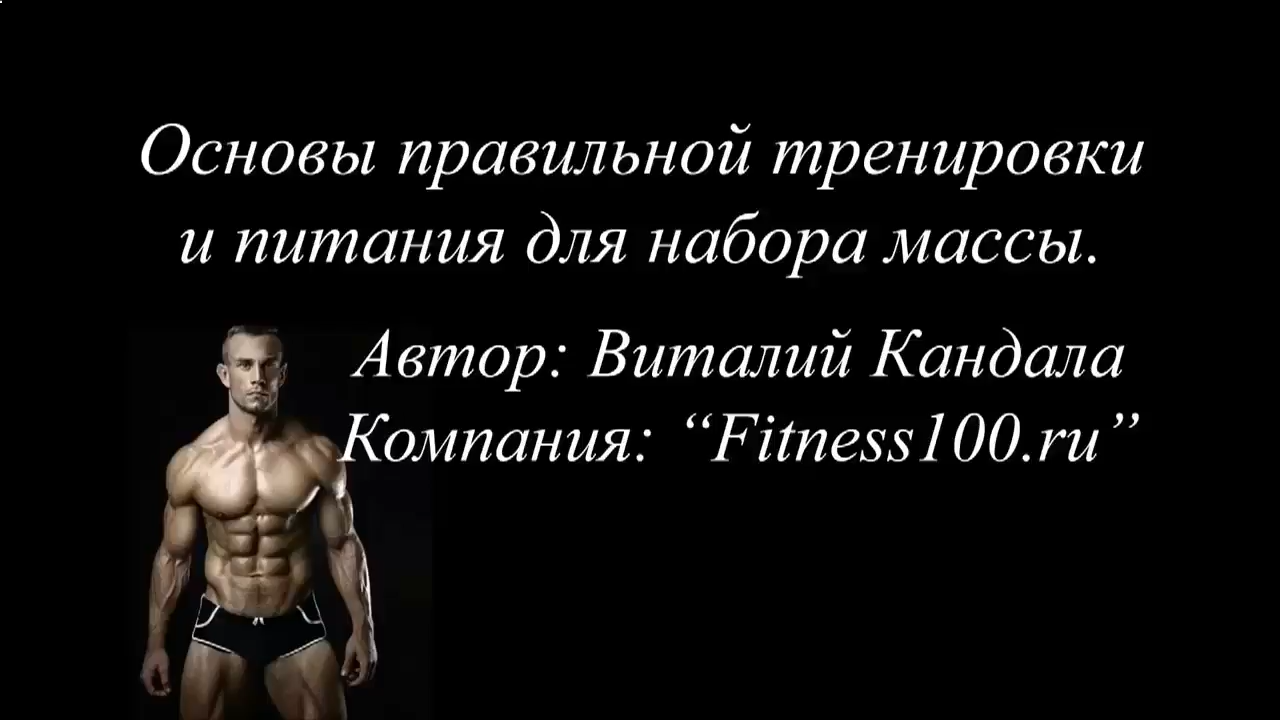 Основы правильной тренировки
и питания для набора массы.
Автор: Виталий Кандала
Компания: “Fitness100.ru”